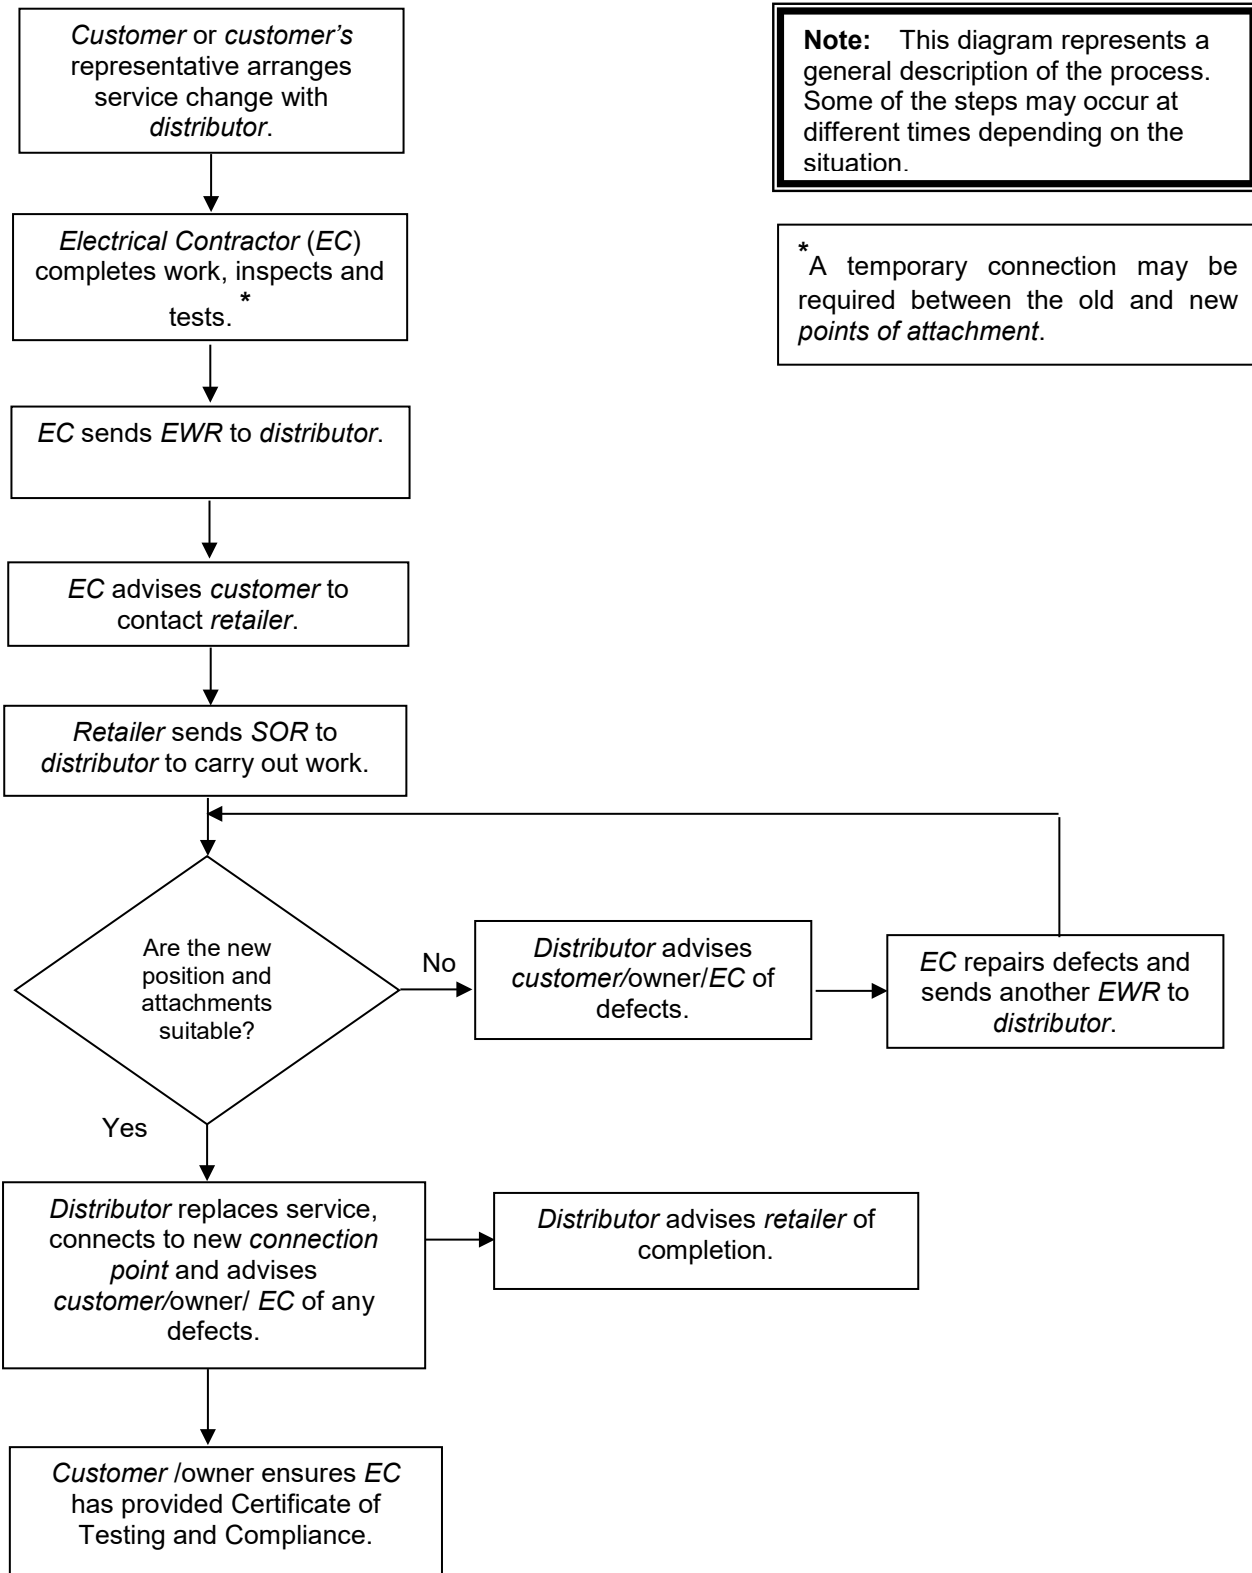 Customer or customer's
representative arranges
service change with
distributor.
Note: This diagram represents a
general description of the process.
Some of the steps may occur at
different times depending on the
situation.
Electrical Contractor (EC)
completes work, inspects and
tests. *
*A temporary connection may be
required between the old and new
points of attachment.
EC sends EWR to distributor.
EC advises customer to
contact retailer.
Retailer sends SOR to
distributor to carry out work.
Are the new
position and
attachments
suitable?
No
Distributor advises
customer/owner/EC of
defects.
EC repairs defects and
sends another EWR to
distributor.
Yes
Distributor replaces service,
connects to new connection
point and advises
customer/owner/ EC of any
defects.
Distributor advises retailer of
completion.
Customer /owner ensures EC
has provided Certificate of
Testing and Compliance.